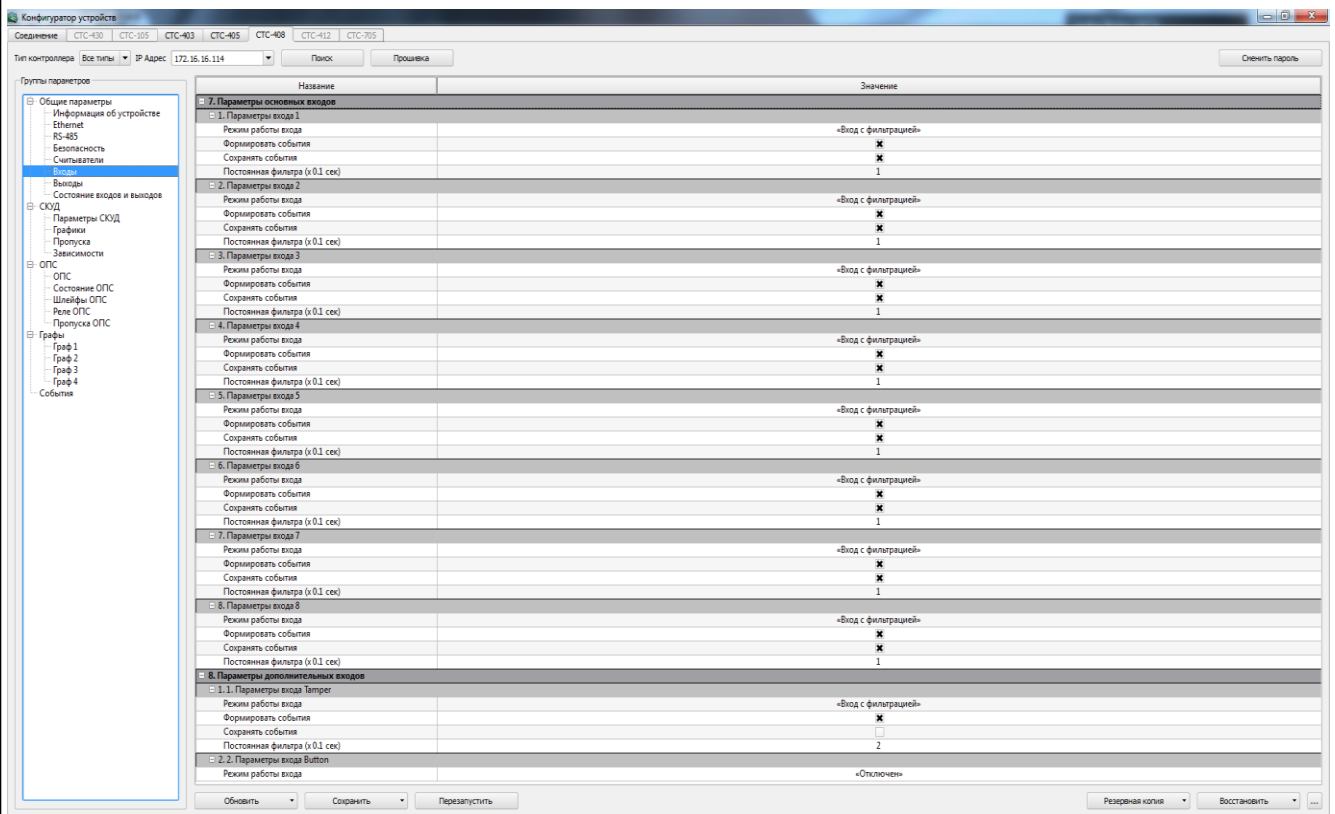 Конфигуратор устройств
Соединение СТС-430 СТС-105 СТС-403 СТС-405 СТС-408 СТС-412 СТС-705
Тип контроллера Все типы IP Адрес 172.16.16.114 Поиск Прошивка Сменить пароль
Группы параметров
Общие параметры
Информация об устройстве
Ethernet
RS-485
Безопасность
Считыватели
Входы
Выходы
Состояние входов и выходов
СКУД
Параметры СКУД
Графики
Пропуска
Зависимости
ОПС
ОПС
Состояние ОПС
Шлейфы ОПС
Реле ОПС
Пропуска ОПС
Графы
Граф 1
Граф 2
Граф 3
Граф 4
События
Название Значение
7. Параметры основных входов
1. Параметры входа 1
Режим работы входа «Вход с фильтрацией»
Формировать события
Сохранять события
Постоянная фильтра (x 0.1 сек) 1
2. Параметры входа 2
Режим работы входа «Вход с фильтрацией»
Формировать события
Сохранять события
Постоянная фильтра (x 0.1 сек) 1
3. Параметры входа 3
Режим работы входа «Вход с фильтрацией»
Формировать события
Сохранять события
Постоянная фильтра (x 0.1 сек) 1
4. Параметры входа 4
Режим работы входа «Вход с фильтрацией»
Формировать события
Сохранять события
Постоянная фильтра (x 0.1 сек) 1
5. Параметры входа 5
Режим работы входа «Вход с фильтрацией»
Формировать события
Сохранять события
Постоянная фильтра (x 0.1 сек) 1
6. Параметры входа 6
Режим работы входа «Вход с фильтрацией»
Формировать события
Сохранять события
Постоянная фильтра (x 0.1 сек) 1
7. Параметры входа 7
Режим работы входа «Вход с фильтрацией»
Формировать события
Сохранять события
Постоянная фильтра (x 0.1 сек) 1
8. Параметры входа 8
Режим работы входа «Вход с фильтрацией»
Формировать события
Сохранять события
Постоянная фильтра (x 0.1 сек) 1
8. Параметры дополнительных входов
1. 1. Параметры входа Tamper
Режим работы входа «Вход с фильтрацией»
Формировать события
Сохранять события
Постоянная фильтра (x 0.1 сек) 2
2. 2. Параметры входа Button
Режим работы входа «Отключен»
Обновить Сохранить Перезапустить Резервная копия Восстановить ...